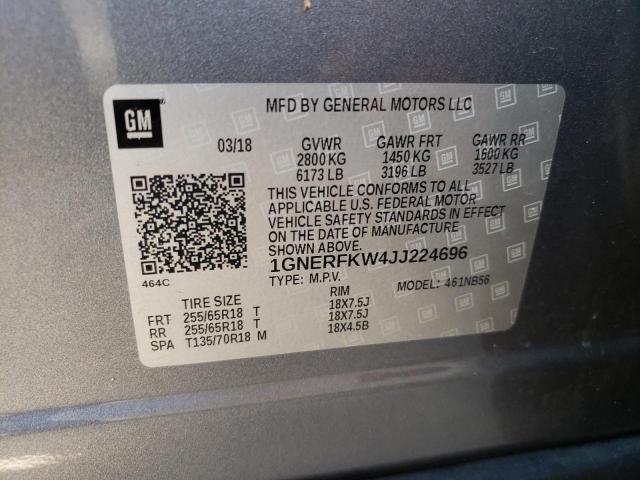 GM
MFD BY GENERAL MOTORS LLC
03/18 GVWR GAWR FRT GAWR RR
2800 KG 1450 KG 1600 KG
6173 LB 3196 LB 3527 LB
THIS VEHICLE CONFORMS TO ALL
APPLICABLE U.S. FEDERAL MOTOR
VEHICLE SAFETY STANDARDS IN EFFECT
ON DATE OF MANUFACTURE
SHOWN ABOVE.
1GNERFKW4JJ224696
464C TYPE: M.P.V. MODEL: 461NB56
TIRE SIZE RIM
FRT 255/65R18 T 18X7.5J
RR 255/65R18 T 18X7.5J
SPA T135/70R18 M 18X4.5B